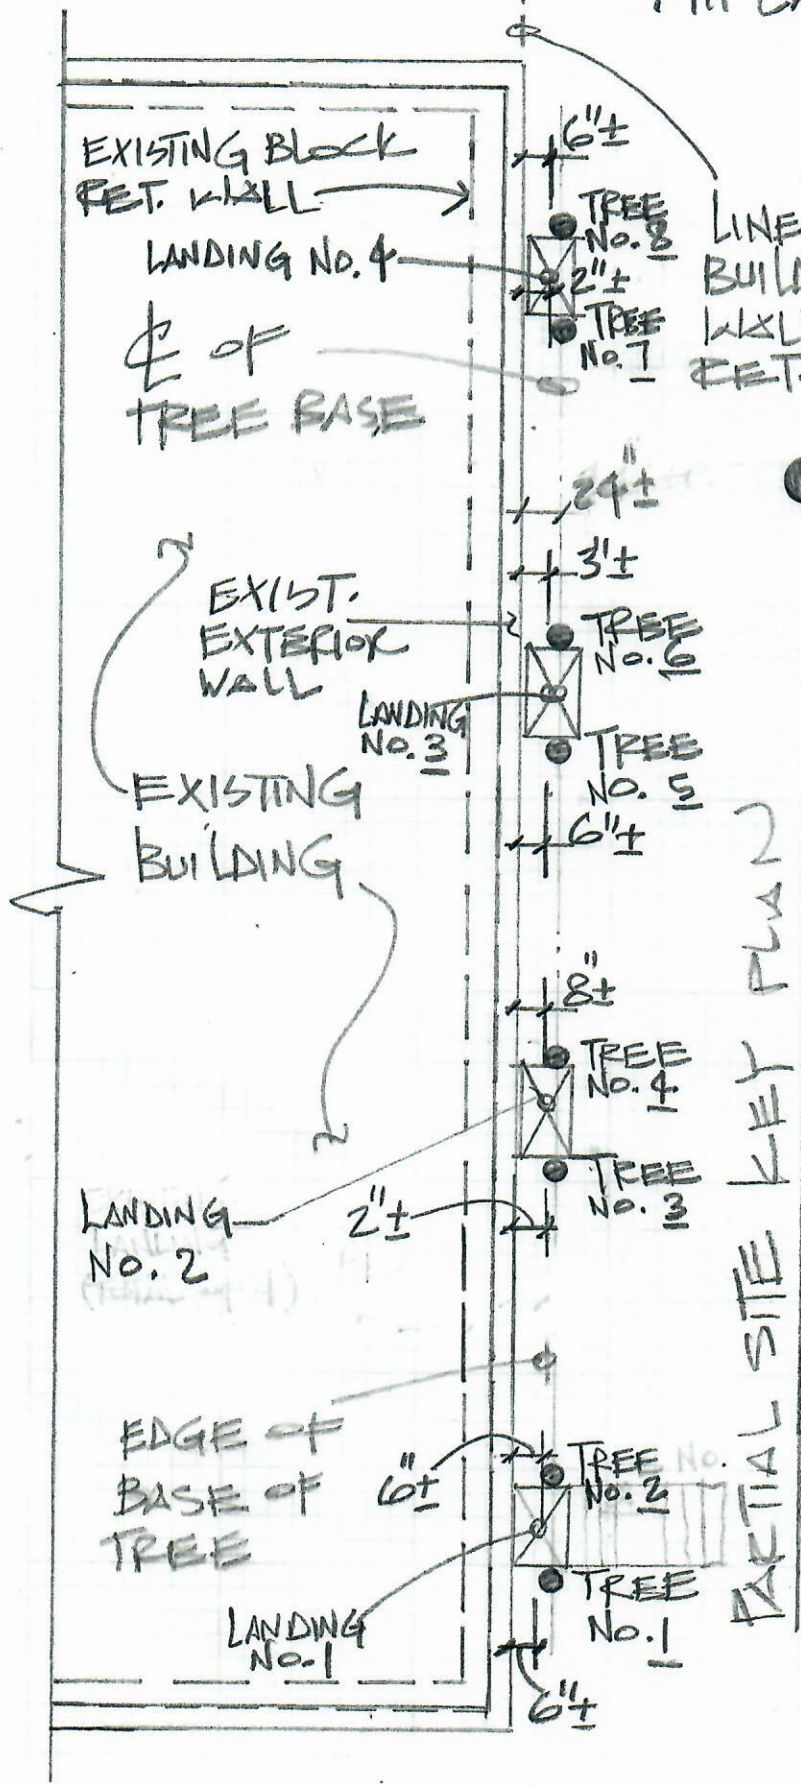 6"±
EXISTING BLOCK
RET. WALL
TREE
No. 8
LANDING No. 4
2"±
TREE
No. 7
LINE
BUIL
WAL
RET.
℄ OF
TREE BASE
24"±
3"±
EXIST.
EXTERIOR
WALL
TREE
No. 6
LANDING
No. 3
TREE
No. 5
6"±
EXISTING
BUILDING
8"±
TREE
No. 4
TREE
No. 3
LANDING
No. 2
2"±
EDGE OF
BASE OF
TREE
6"±
TREE
No. 2
No.
TREE
No. 1
LANDING
No. 1
6"±
PARTIAL SITE KEY PLAN